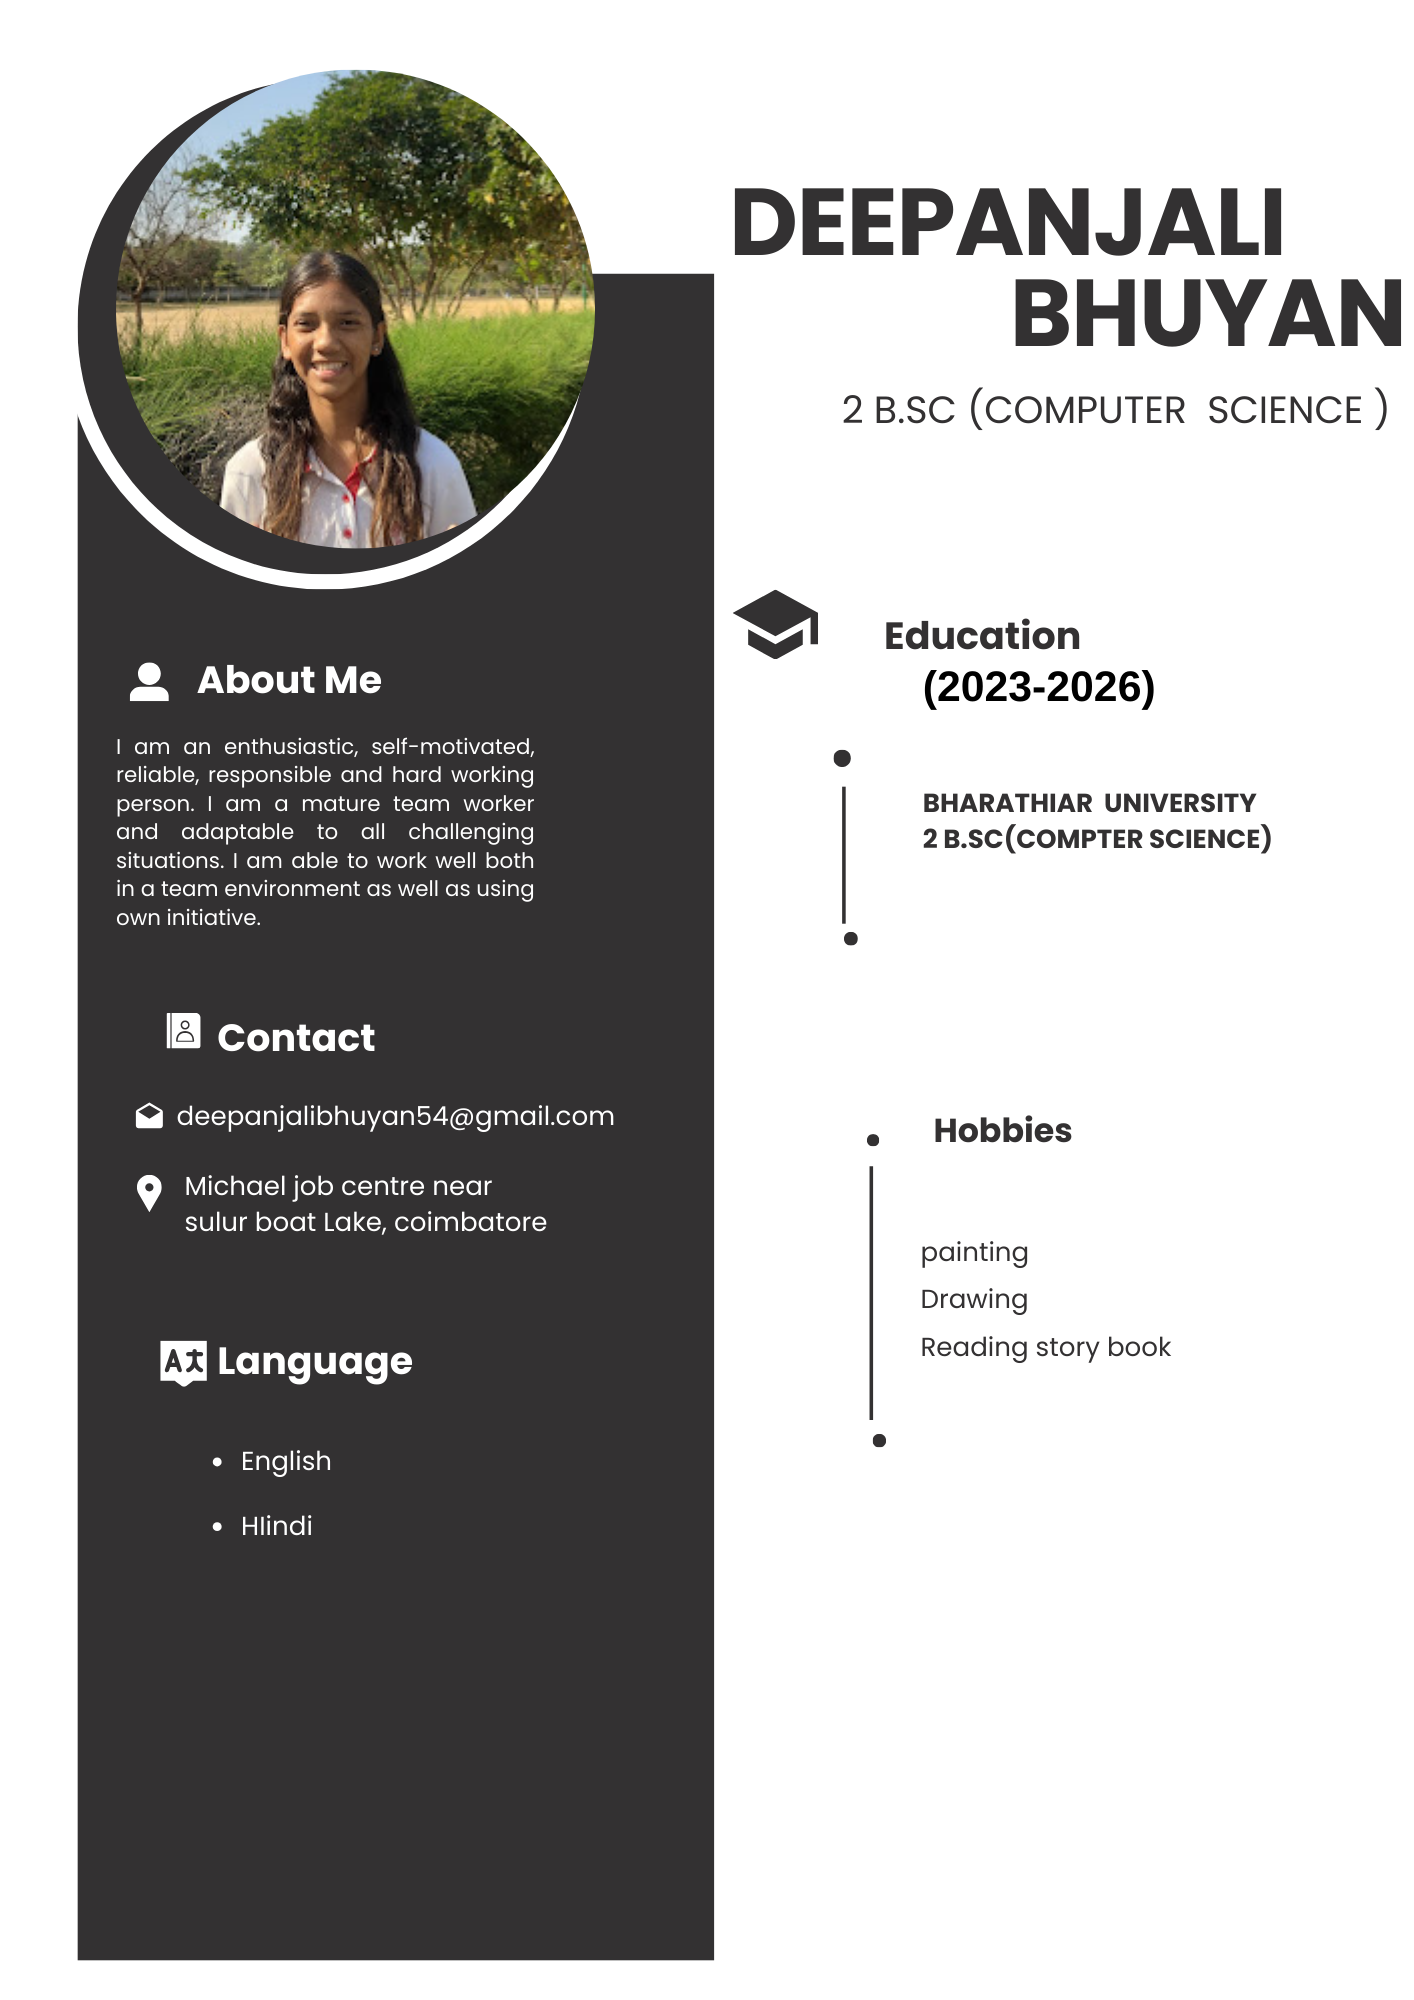 DEEPANJALI
BHUYAN
2 B.SC (COMPUTER SCIENCE )
About Me
I am an enthusiastic, self-motivated,
reliable, responsible and hard working
person. I am a mature team worker
and adaptable to all challenging
situations. I am able to work well both
in a team environment as well as using
own initiative.
Contact
deepanjalibhuyan54@gmail.com
Michael job centre near
sulur boat Lake, coimbatore
Language
• English
• HIindi
Education
(2023-2026)
BHARATHIAR UNIVERSITY
2 B.SC(COMPTER SCIENCE)
Hobbies
painting
Drawing
Reading story book